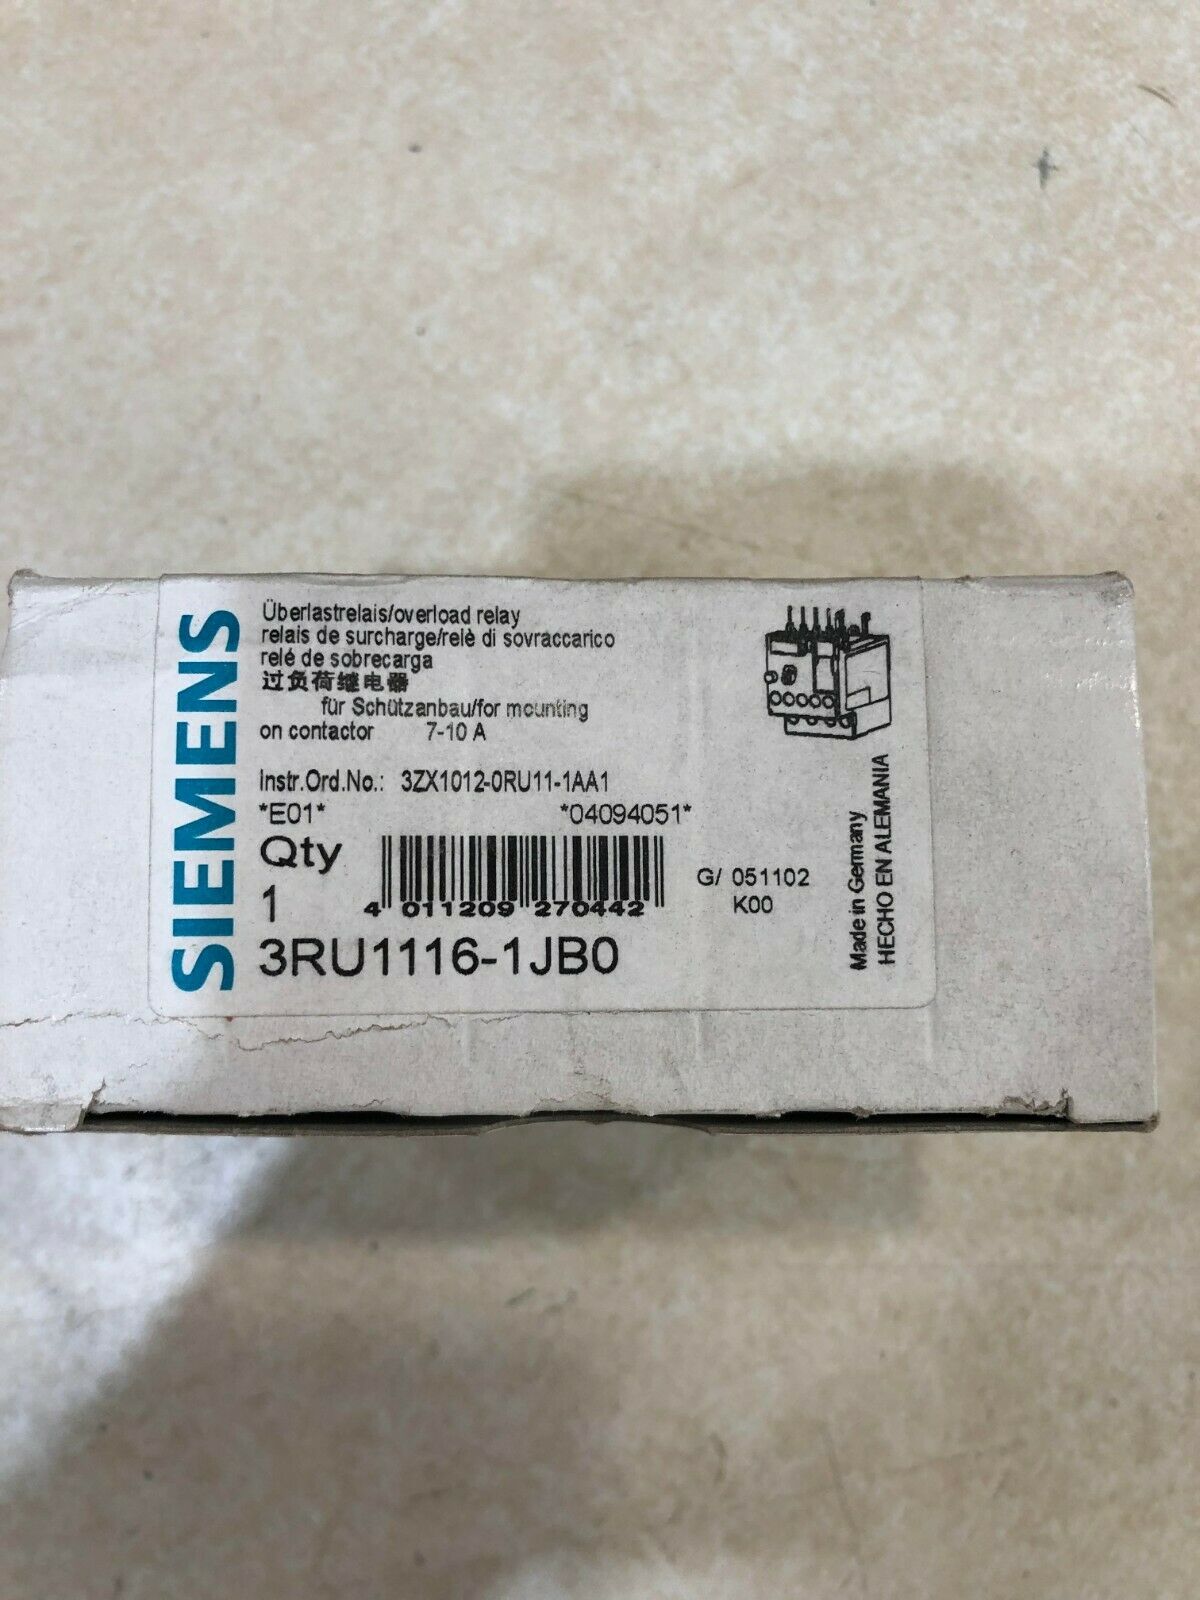 SIEMENS
Überlastrelais/overload relay
relais de surcharge/relè di sovraccarico
relé de sobrecarga
过负荷继电器
für Schützanbau/for mounting
on contactor 7-10 A
Instr.Ord.No.: 3ZX1012-0RU11-1AA1
*E01* *04094051*
Qty
1
4 011209 270442
G/ 051102
K00
3RU1116-1JB0
Made in Germany
HECHO EN ALEMANIA